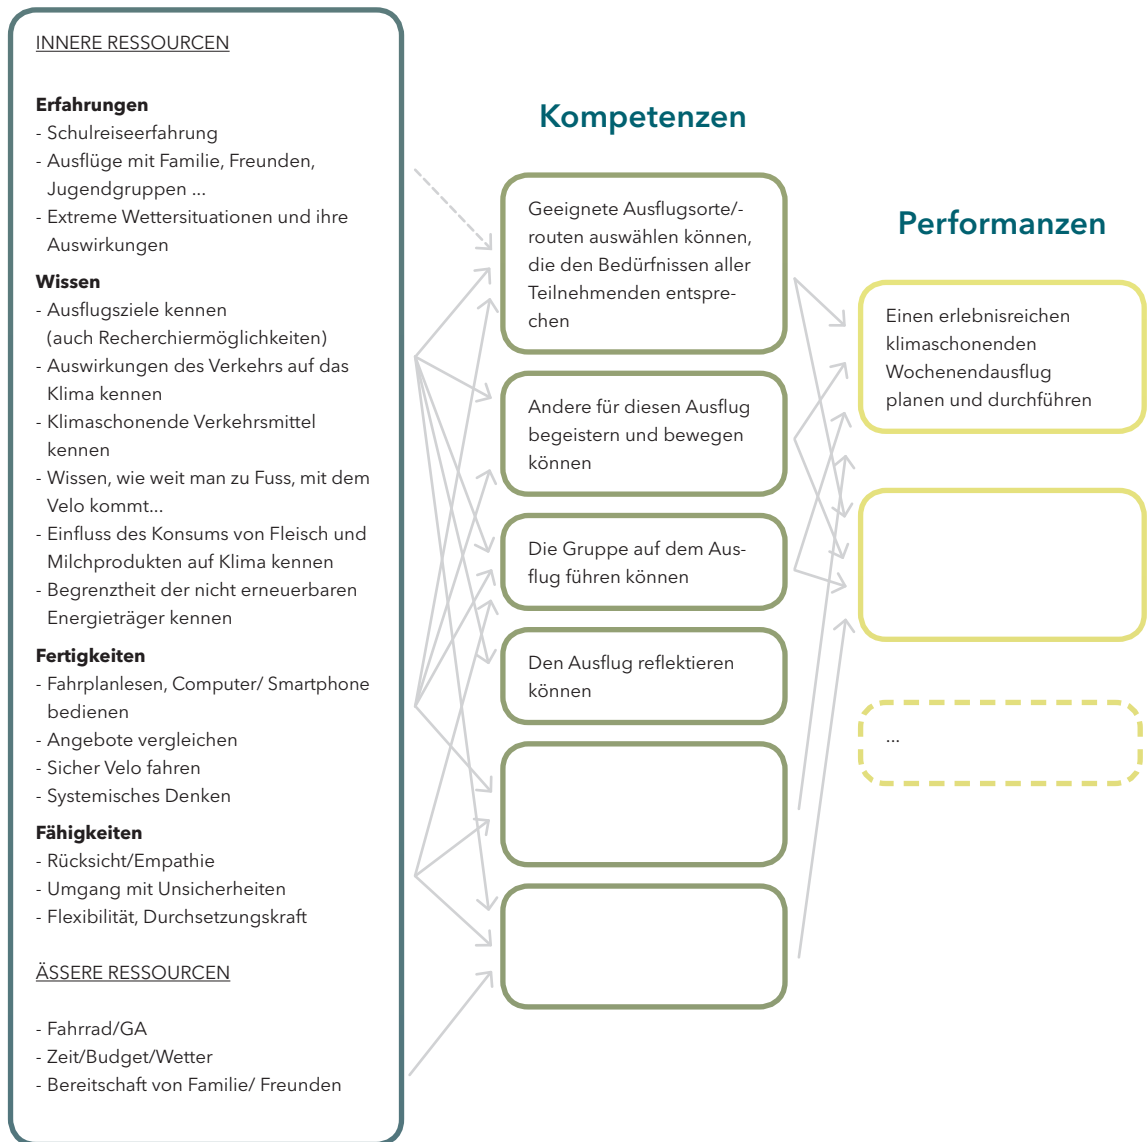 INNERE RESSOURCEN
Erfahrungen
- Schulreiseerfahrung
- Ausflüge mit Familie, Freunden,
Jugendgruppen ...
- Extreme Wettersituationen und ihre
Auswirkungen
Wissen
- Ausflugsziele kennen
(auch Recherchiermöglichkeiten)
- Auswirkungen des Verkehrs auf das
Klima kennen
- Klimaschonende Verkehrsmittel
kennen
- Wissen, wie weit man zu Fuss, mit dem
Velo kommt...
- Einfluss des Konsums von Fleisch und
Milchprodukten auf Klima kennen
- Begrenztheit der nicht erneuerbaren
Energieträger kennen
Fertigkeiten
- Fahrplanlesen, Computer/ Smartphone
bedienen
- Angebote vergleichen
- Sicher Velo fahren
- Systemisches Denken
Fähigkeiten
- Rücksicht/Empathie
- Umgang mit Unsicherheiten
- Flexibilität, Durchsetzungskraft
ÄSSERE RESSOURCEN
- Fahrrad/GA
- Zeit/Budget/Wetter
- Bereitschaft von Familie/ Freunden
Kompetenzen
Geeignete Ausflugsorte/-
routen auswählen können,
die den Bedürfnissen aller
Teilnehmenden entspre-
chen
Andere für diesen Ausflug
begeistern und bewegen
können
Die Gruppe auf dem Aus-
flug führen können
Den Ausflug reflektieren
können
Performanzen
Einen erlebnisreichen
klimaschonenden
Wochenendausflug
planen und durchführen
...